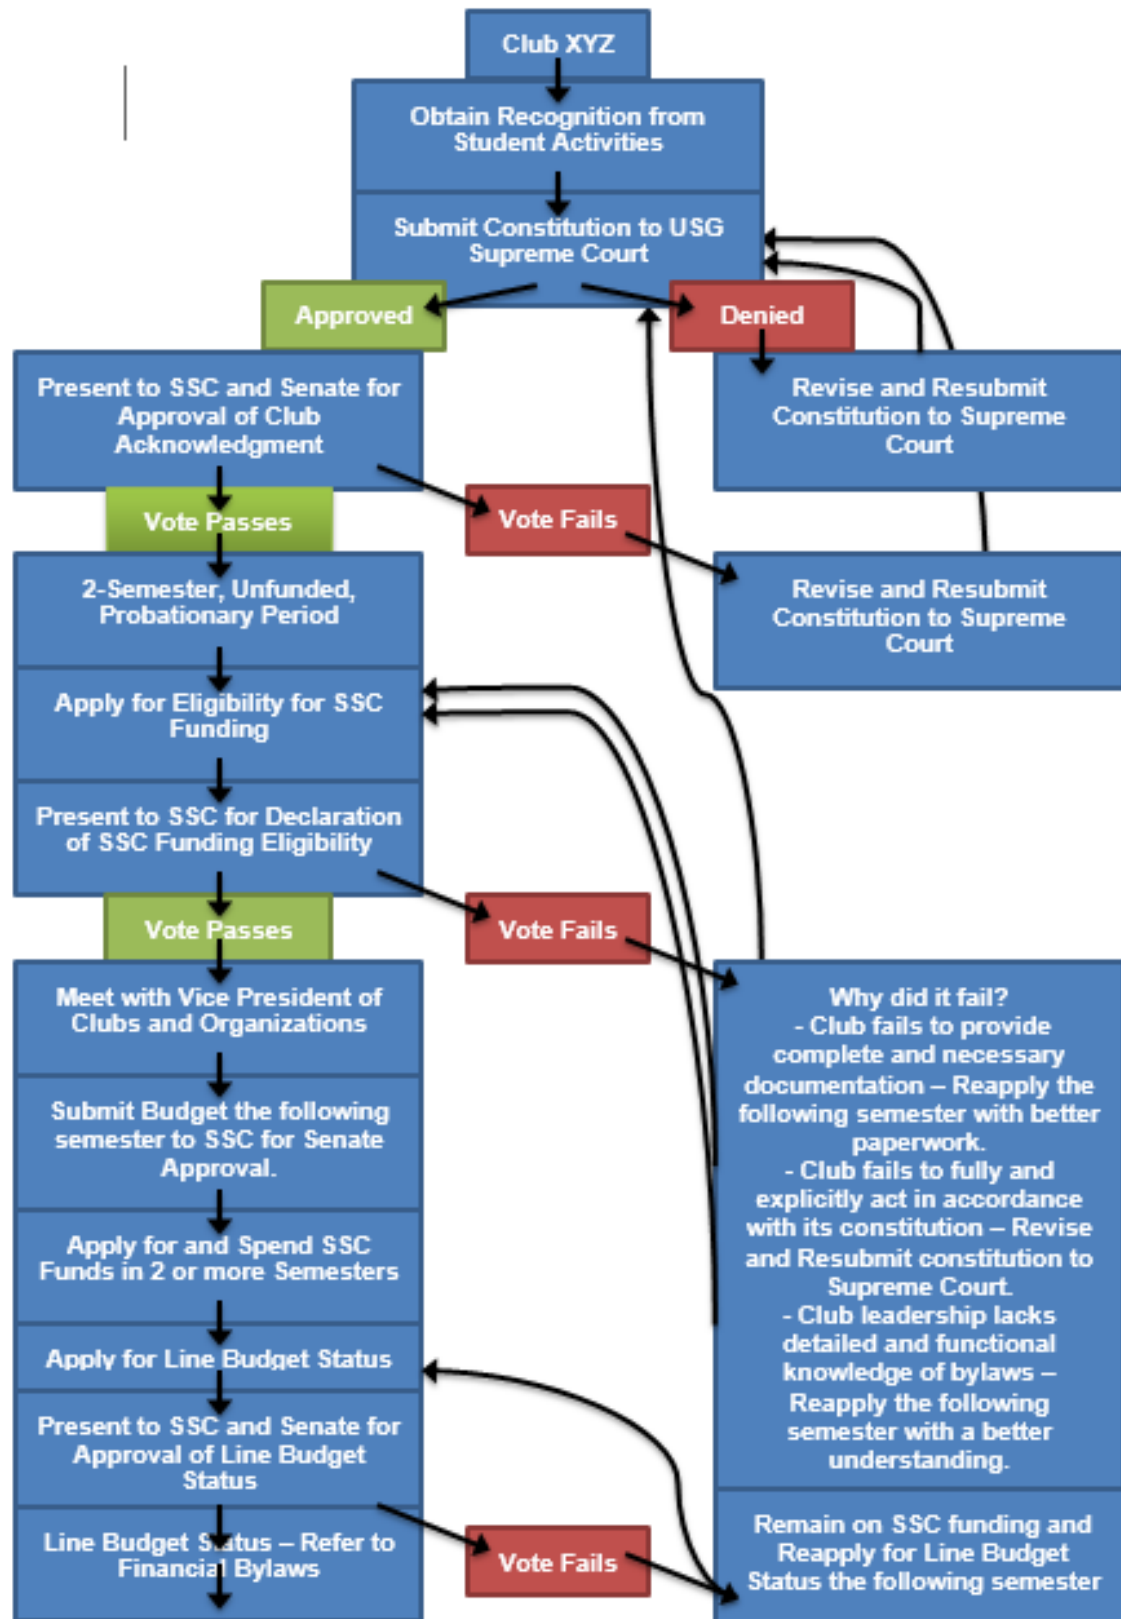 Club XYZ
Obtain Recognition from
Student Activities
Submit Constitution to USG
Supreme Court
Approved
Denied
Present to SSC and Senate for
Approval of Club
Acknowledgment
Revise and Resubmit
Constitution to Supreme
Court
Vote Passes
Vote Fails
2-Semester, Unfunded,
Probationary Period
Revise and Resubmit
Constitution to Supreme
Court
Apply for Eligibility for SSC
Funding
Present to SSC for Declaration
of SSC Funding Eligibility
Vote Passes
Vote Fails
Meet with Vice President of
Clubs and Organizations
Submit Budget the following
semester to SSC for Senate
Approval.
Apply for and Spend SSC
Funds in 2 or more Semesters
Apply for Line Budget Status
Present to SSC and Senate for
Approval of Line Budget
Status
Line Budget Status – Refer to
Financial Bylaws
Why did it fail?
- Club fails to provide
complete and necessary
documentation – Reapply the
following semester with better
paperwork.
- Club fails to fully and
explicitly act in accordance
with its constitution – Revise
and Resubmit constitution to
Supreme Court.
- Club leadership lacks
detailed and functional
knowledge of bylaws –
Reapply the following
semester with a better
understanding.
Vote Fails
Remain on SSC funding and
Reapply for Line Budget
Status the following semester